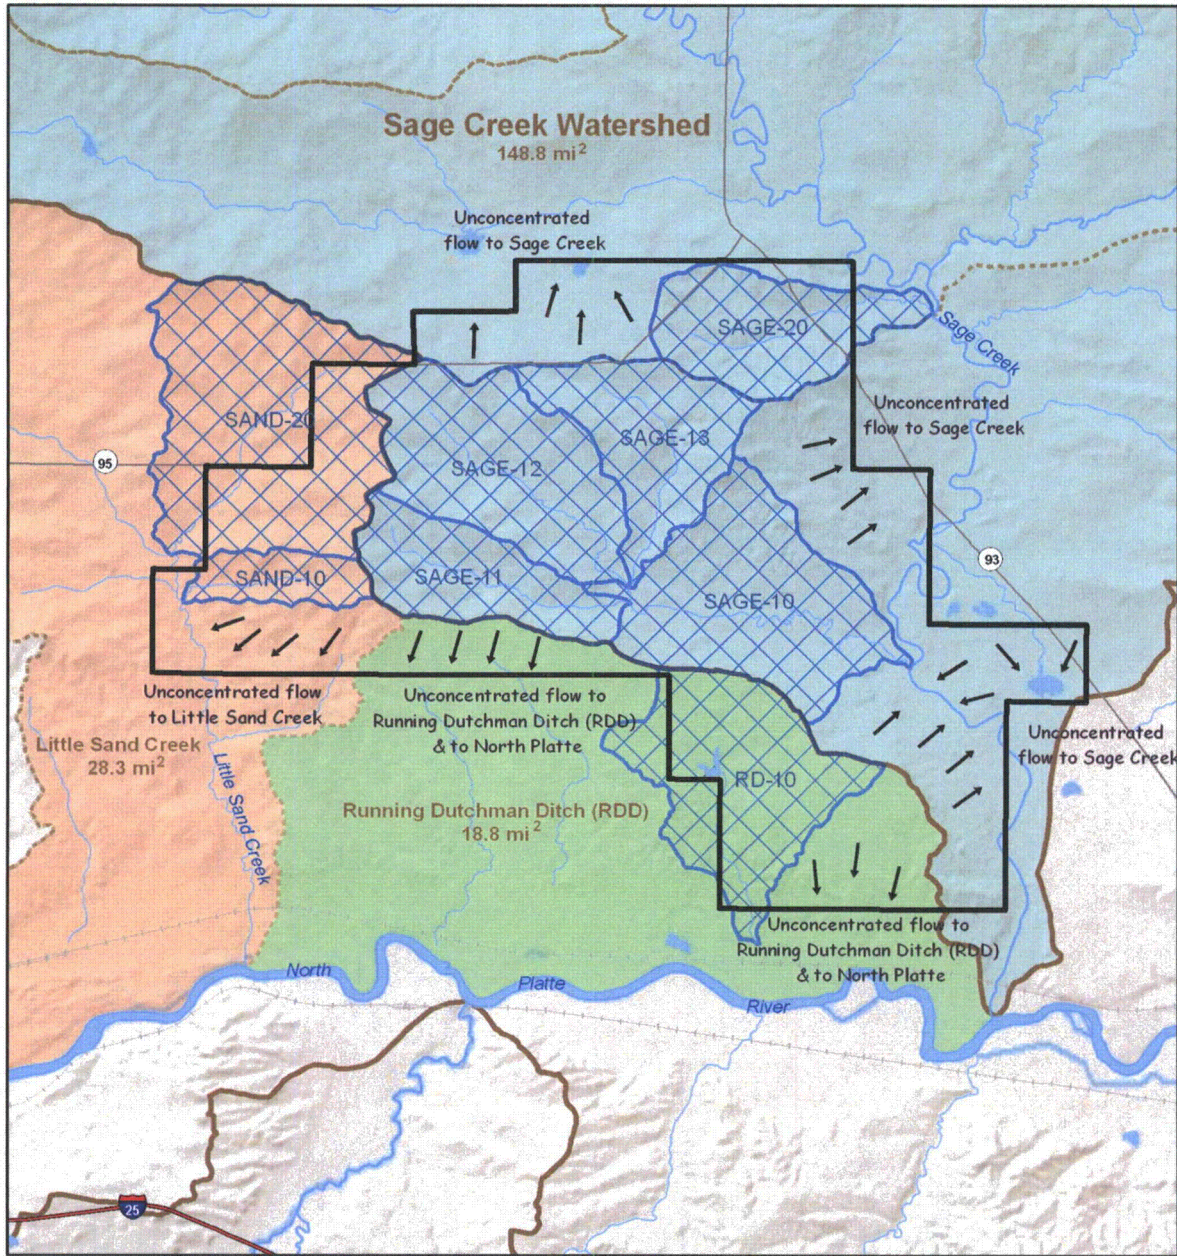 Sage Creek Watershed
148.8 mi²
Unconcentrated
flow to Sage Creek
SAGE-20
Sage Creek
SAND-20
Unconcentrated
flow to Sage Creek
SAGE-13
95
SAGE-12
93
SAND-10
SAGE-11
SAGE-10
Unconcentrated flow
to Little Sand Creek
Unconcentrated flow to
Running Dutchman Ditch (RDD)
& to North Platte
Unconcentrated
flow to Sage Creek
Little Sand Creek
28.3 mi²
Little Sand Creek
RD-10
Running Dutchman Ditch (RDD)
18.8 mi²
Unconcentrated flow to
Running Dutchman Ditch (RDD)
& to North Platte
North
Platte
River
25